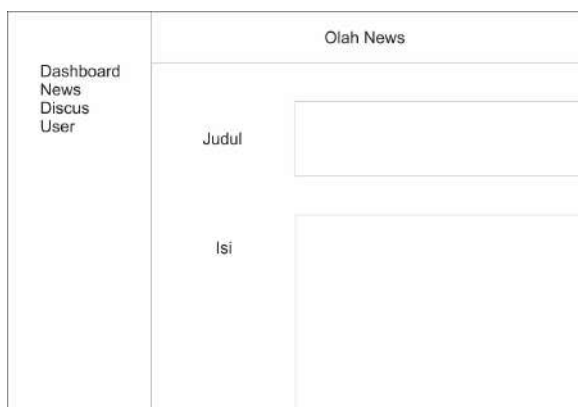 Olah News
Dashboard
News
Discus
User
Judul
Isi